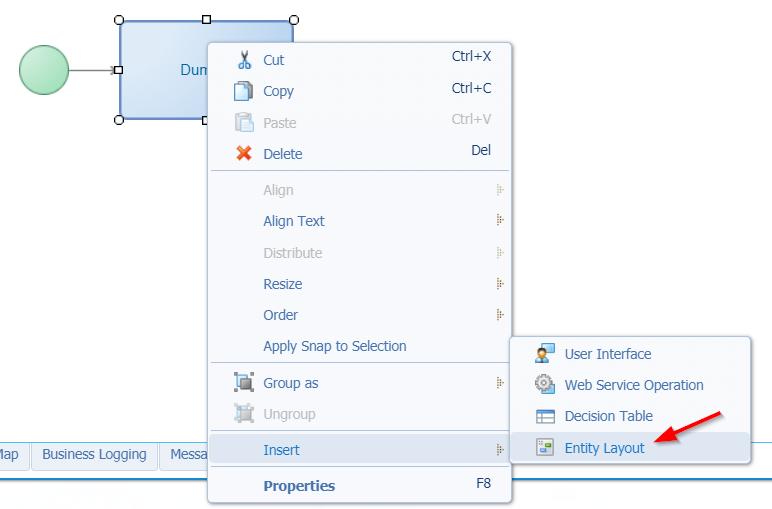 Dum
Cut Ctrl+X
Copy Ctrl+C
Paste Ctrl+V
Delete Del
Align
Align Text
Distribute
Resize
Order
Apply Snap to Selection
Group as
Ungroup
Insert
Properties F8
User Interface
Web Service Operation
Decision Table
Entity Layout
Map Business Logging Messa